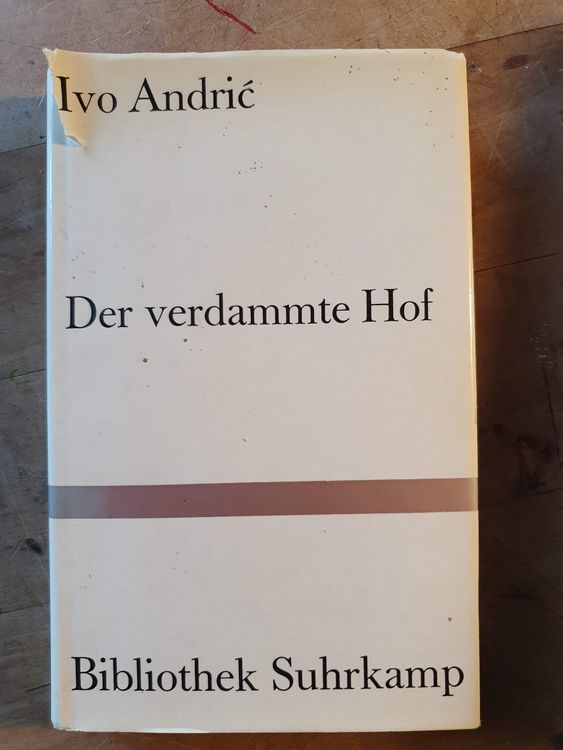 Ivo Andrić
Der verdammte Hof
Bibliothek Suhrkamp